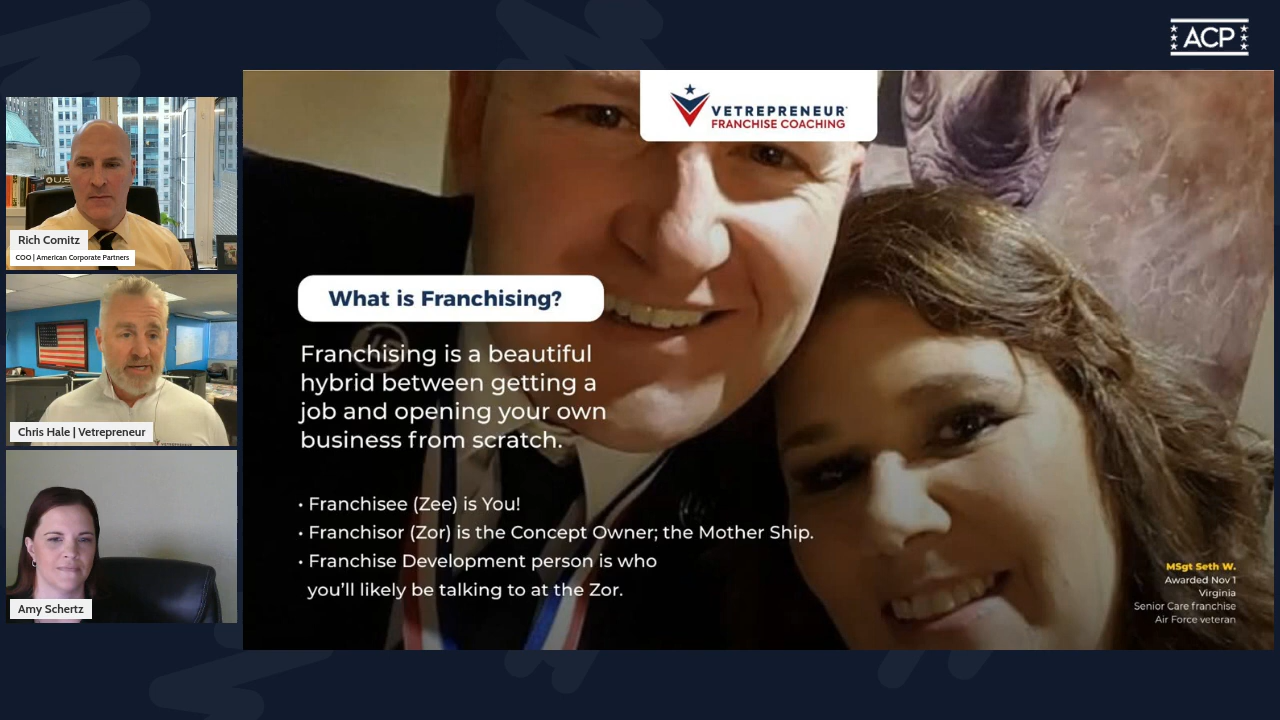 ACP
VETREPRENEUR
FRANCHISE COACHING
U.S
Rich Comitz
COO | American Corporate Partners
Chris Hale | Vetrepreneur
Amy Schertz
What is Franchising?
Franchising is a beautiful
hybrid between getting a
job and opening your own
business from scratch.
• Franchisee (Zee) is You!
• Franchisor (Zor) is the Concept Owner; the Mother Ship.
• Franchise Development person is who
you’ll likely be talking to at the Zor.
MSgt Seth W.
Awarded Nov 1
Virginia
Senior Care franchise
Air Force veteran